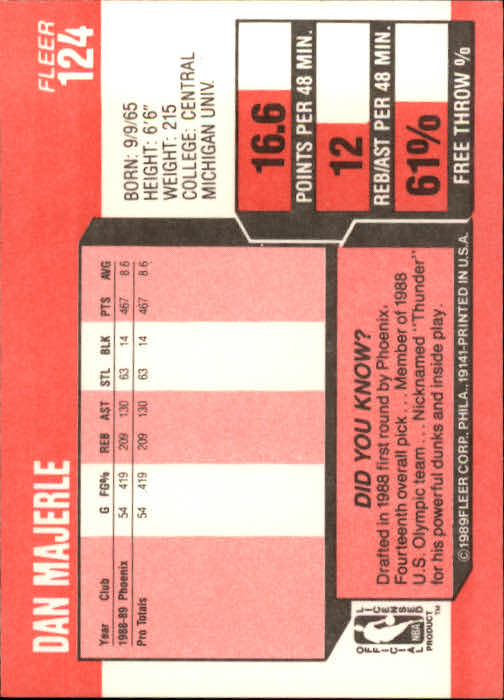 FLEER
124
DAN MAJERLE
BORN: 9/9/65
HEIGHT: 6'6"
WEIGHT: 215
COLLEGE: CENTRAL
MICHIGAN UNIV.
Year Club G FG% REB AST STL BLK PTS AVG
1988-89 Phoenix 54 .419 209 130 63 14 467 8.6
Pro Totals 54 .419 209 130 63 14 467 8.6
16.6
POINTS PER 48 MIN.
12
REB/AST PER 48 MIN.
61%
FREE THROW %
DID YOU KNOW?
Drafted in 1988 first round by Phoenix.
Fourteenth overall pick . . . Member of 1988
U.S. Olympic team . . . Nicknamed "Thunder"
for his powerful dunks and inside play.
OFFICIAL
LICENSED
NBA
PRODUCT™
©1989FLEER CORP., PHILA., 19141-PRINTED IN U.S.A.